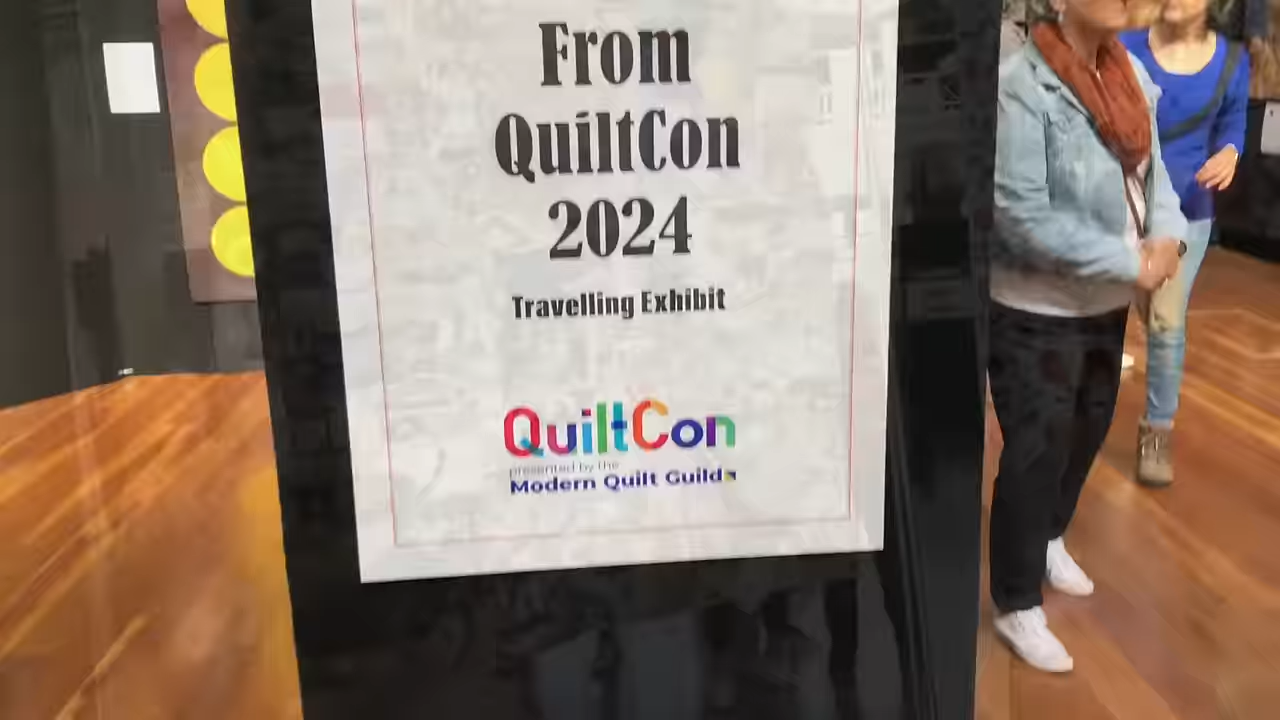 From
QuiltCon
2024
Travelling Exhibit
QuiltCon
presented by the
Modern Quilt Guild